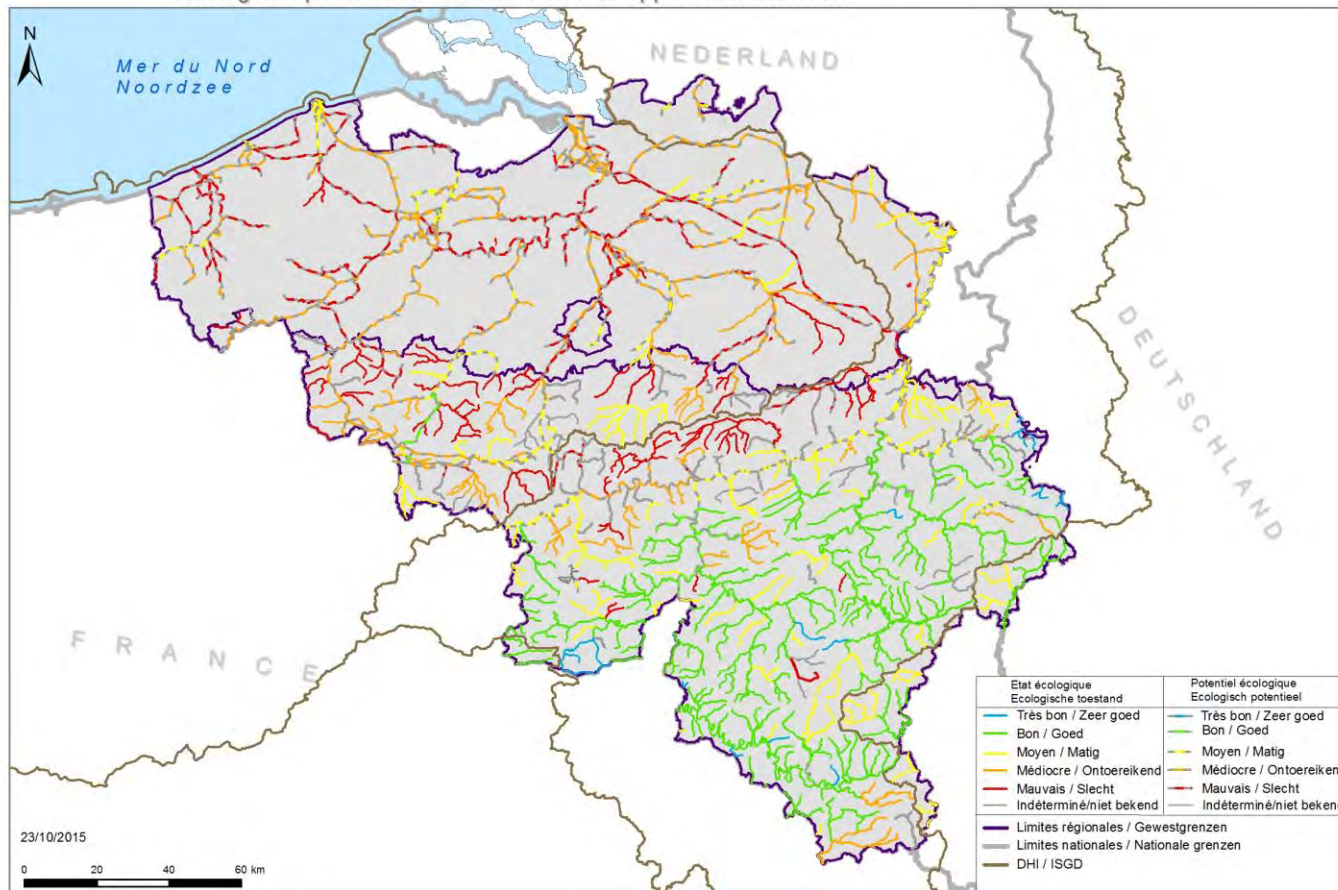 N
Mer du Nord
Noordzee
NEDERLAND
DEUTSCHLAND
FRANCE
Etat écologique
Ecologische toestand
Très bon / Zeer goed
Bon / Goed
Moyen / Matig
Médiocre / Ontoereikend
Mauvais / Slecht
Indéterminé/niet bekend
Potentiel écologique
Ecologisch potentieel
Très bon / Zeer goed
Bon / Goed
Moyen / Matig
Médiocre / Ontoereikend
Mauvais / Slecht
Indéterminé/niet bekend
Limites régionales / Gewestgrenzen
Limites nationales / Nationale grenzen
DHI / ISGD
23/10/2015
0 20 40 60 km